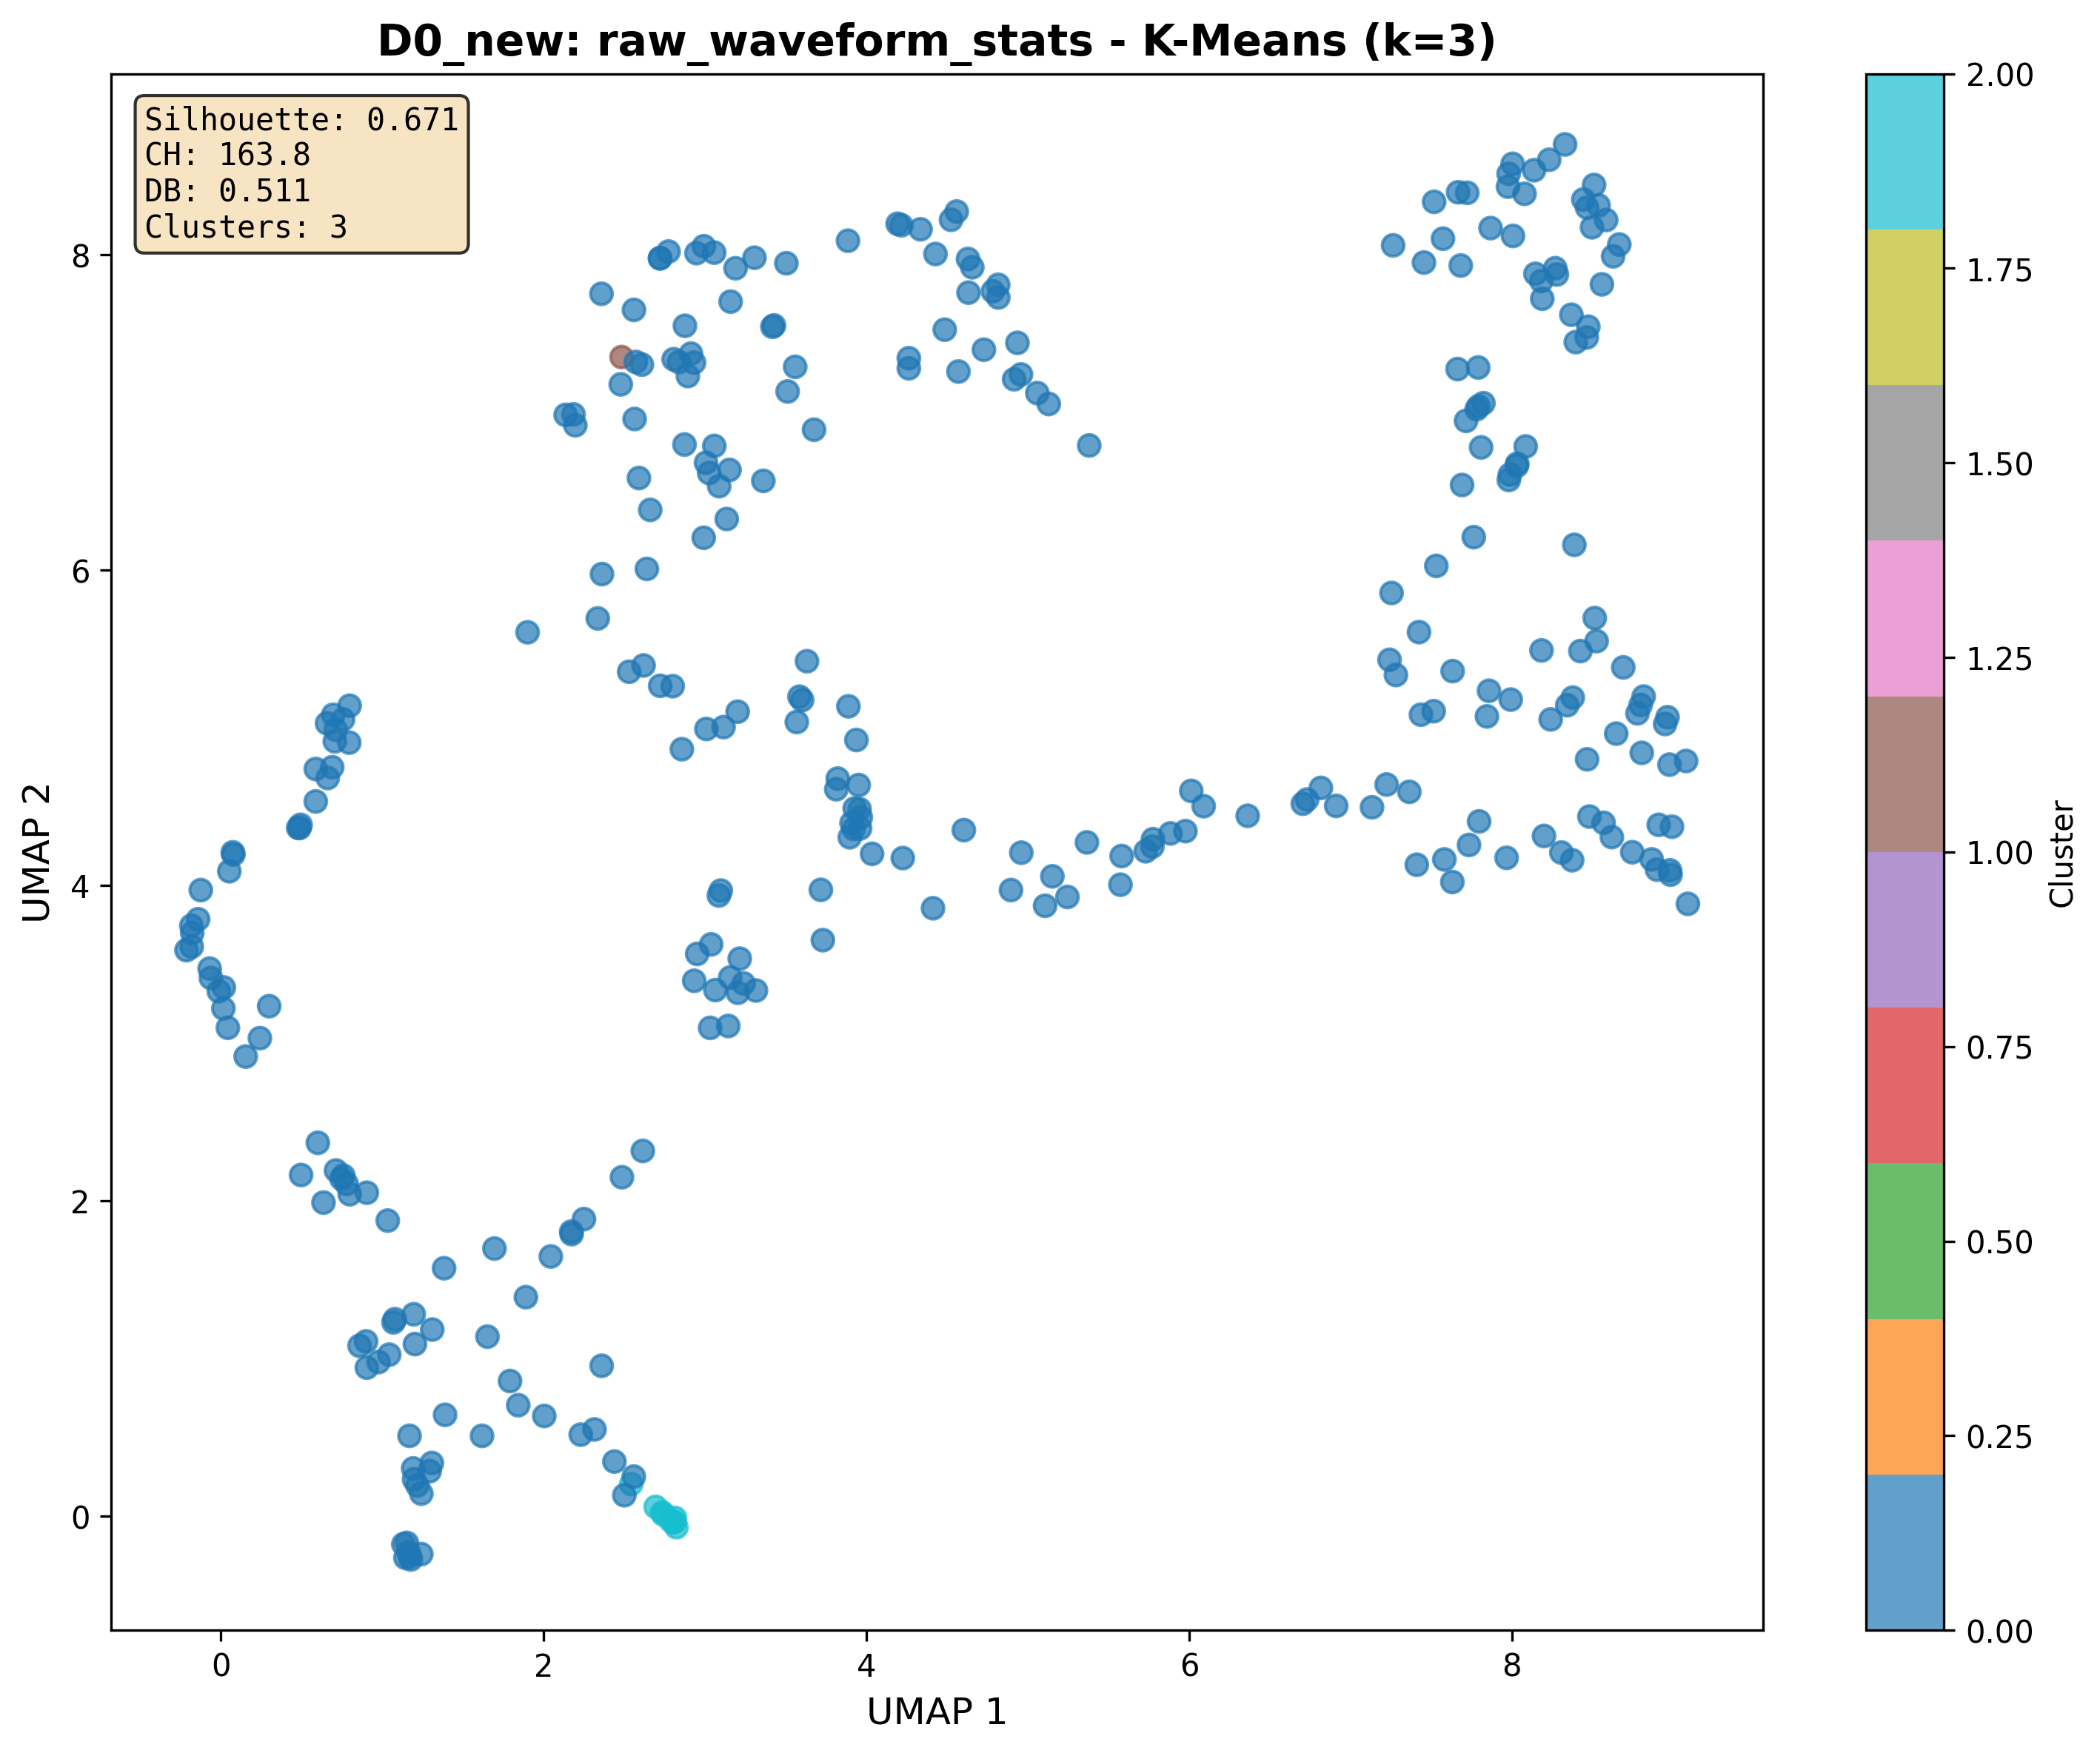 D0_new: raw_waveform_stats - K-Means (k=3)
Silhouette: 0.671
CH: 163.8
DB: 0.511
Clusters: 3
8
6
4
2
0
UMAP 2
0
2
4
6
8
UMAP 1
2.00
1.75
1.50
1.25
1.00
0.75
0.50
0.25
0.00
Cluster